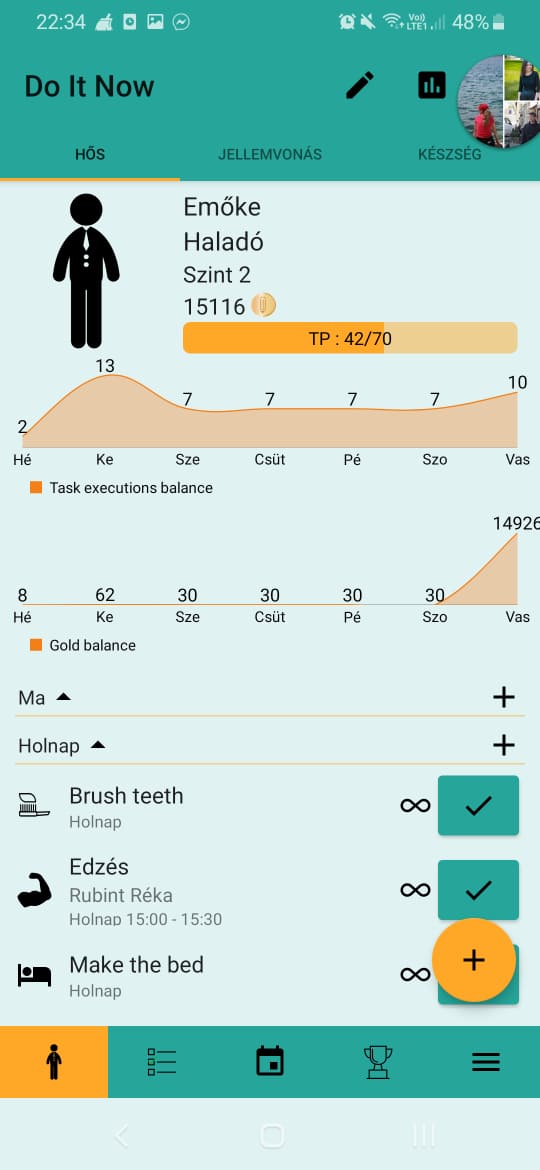 22:34
Vo))
LTE1
48%
Do It Now
HŐS
JELLEMVONÁS
KÉSZSÉG
Emőke
Haladó
Szint 2
15116
TP : 42/70
2 13 7 7 7 7 10
Hé Ke Sze Csüt Pé Szo Vas
Task executions balance
8 62 30 30 30 30 14926
Hé Ke Sze Csüt Pé Szo Vas
Gold balance
Ma
Holnap
Brush teeth
Holnap
Edzés
Rubint Réka
Holnap 15:00 - 15:30
Make the bed
Holnap